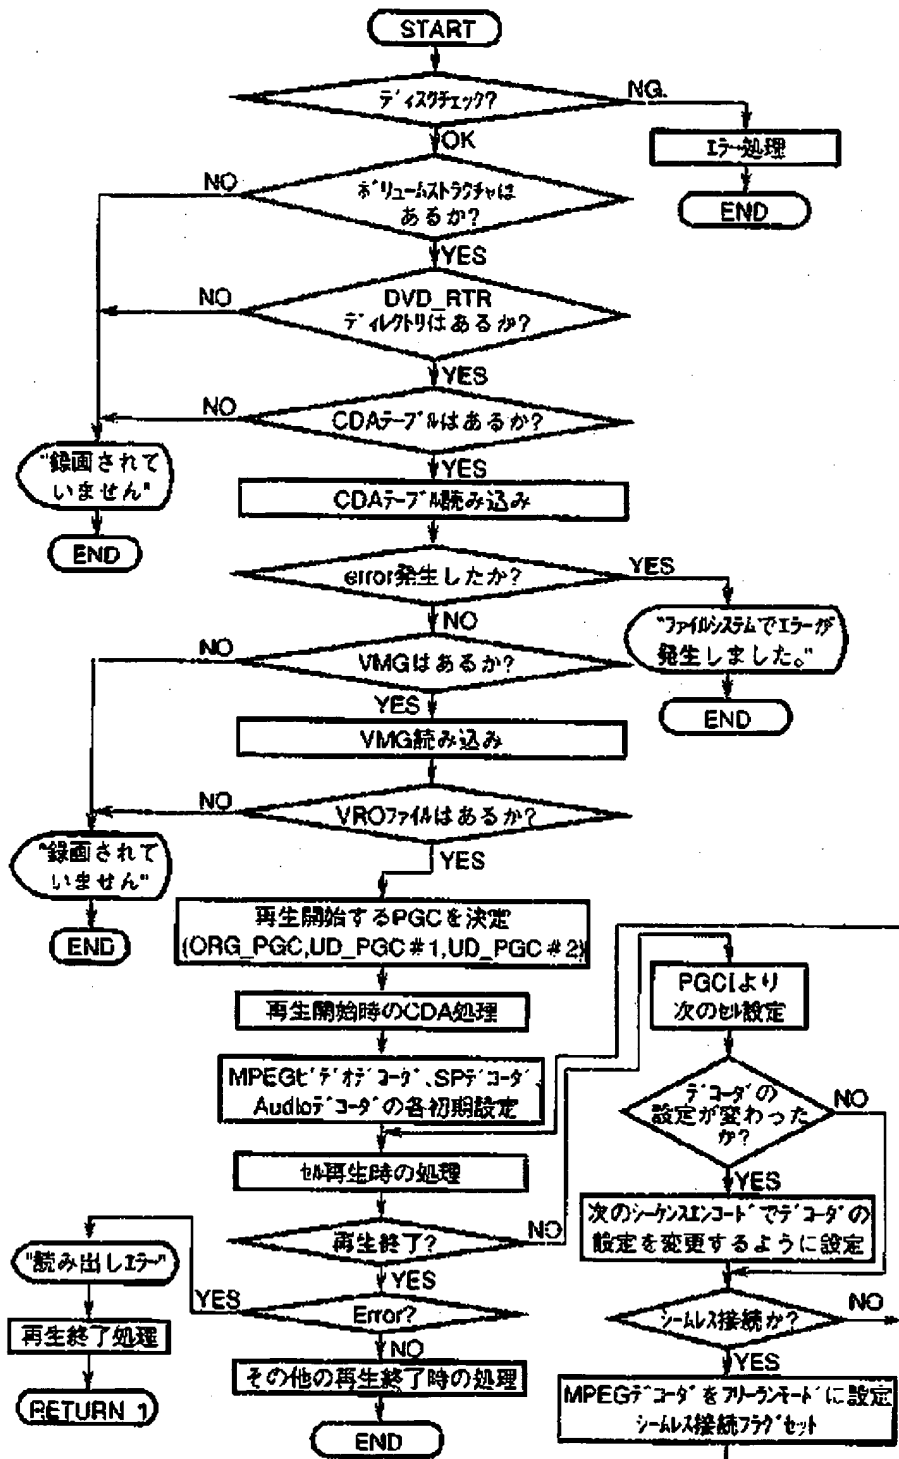 START
ディスクチェック?
NG.
エラー処理
END
OK
ボリュームストラクチャは
あるか?
NO
YES
DVD_RTR
ディレクトリはあるか?
NO
YES
CDAテーブルはあるか?
NO
YES
"録画されて
いません"
END
CDAテーブル読み込み
error発生したか?
YES
"ファイルシステムでエラーが
発生しました。"
END
NO
VMGはあるか?
NO
YES
VMG読み込み
VROファイルはあるか?
NO
"録画されて
いません"
END
YES
再生開始するPGCを決定
(ORG_PGC,UD_PGC#1,UD_PGC#2)
再生開始時のCDA処理
MPEGビデオデコーダ、SPデコーダ、
Audioデコーダの各初期設定
セル再生時の処理
再生終了?
NO
YES
Error?
YES
"読み出しエラー"
再生終了処理
RETURN 1
NO
その他の再生終了時の処理
END
PGCIより
次のセル設定
デコーダの
設定が変わった
か?
NO
YES
次のシーケンスエンコードでデコーダの
設定を変更するように設定
シームレス接続か?
NO
YES
MPEGデコーダをフリーランモードに設定
シームレス接続フラグセット